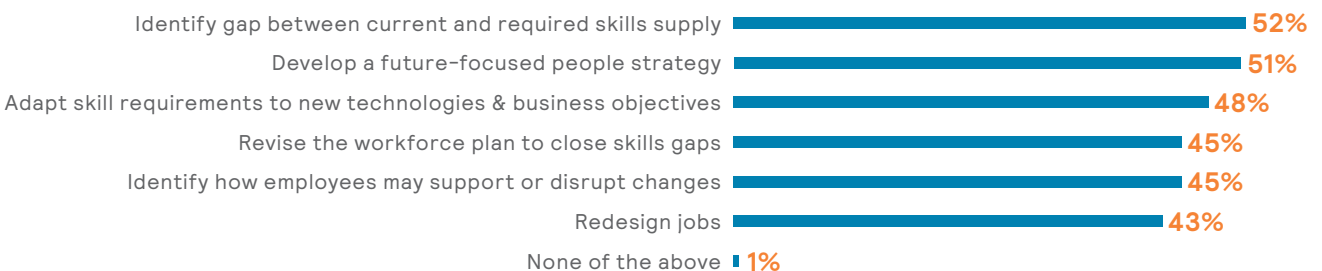 Identify gap between current and required skills supply 52%
Develop a future-focused people strategy 51%
Adapt skill requirements to new technologies & business objectives 48%
Revise the workforce plan to close skills gaps 45%
Identify how employees may support or disrupt changes 45%
Redesign jobs 43%
None of the above 1%